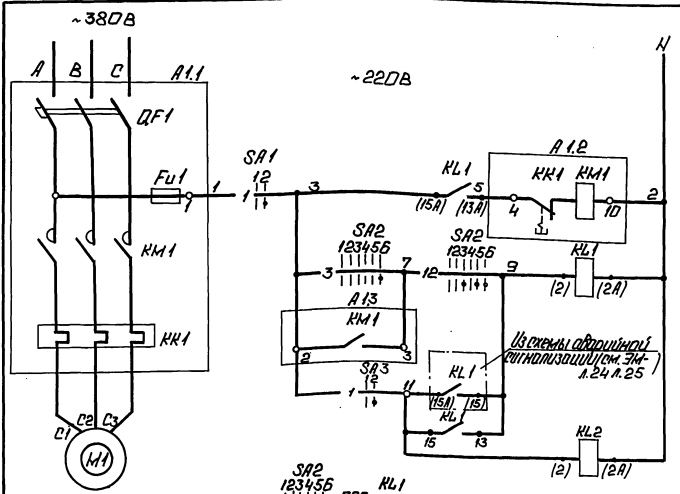 ~380В
~220В
N
A B C
A1.1
QF1
Fu1
1
1
SA1
12
1
3
KL1
5
(15A) (13A)
A1.2
KK1 KM1
4
10
2
KM1
KK1
SA2
123456
3
7
12
SA2
123456
9
KL1
(2) (2A)
A1.3
KM1
2
3
SA3
12
1
11
KL1
(15A) (15)
Из схемы аварийной
сигнализации (см. ЭМ-
л.24 л.25)
KL
15 13
KL2
(2) (2A)
C1 C2 C3
M1
SA2
123456
KL1